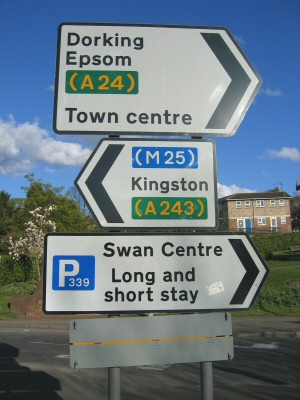 Dorking
Epsom
(A24)
Town centre
(M25)
Kingston
(A243)
Swan Centre
P
339
Long and
short stay